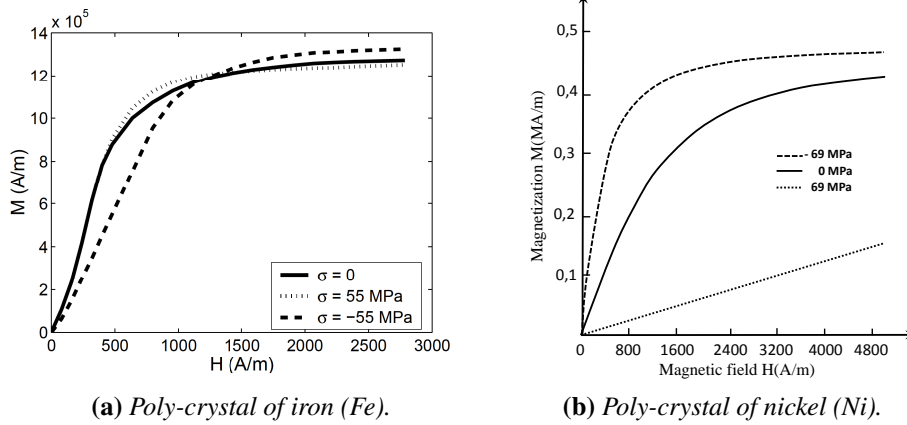 14
x 10⁵
12
10
8
6
4
2
0
M (A/m)
0 500 1000 1500 2000 2500 3000
H (A/m)
σ = 0
σ = 55 MPa
σ = −55 MPa
(a) Poly-crystal of iron (Fe).
0,5
0,4
0,3
0,2
0,1
Magnetization M(MA/m)
- 69 MPa
0 MPa
69 MPa
0 800 1600 2400 3200 4000 4800
Magnetic field H(A/m)
(b) Poly-crystal of nickel (Ni).